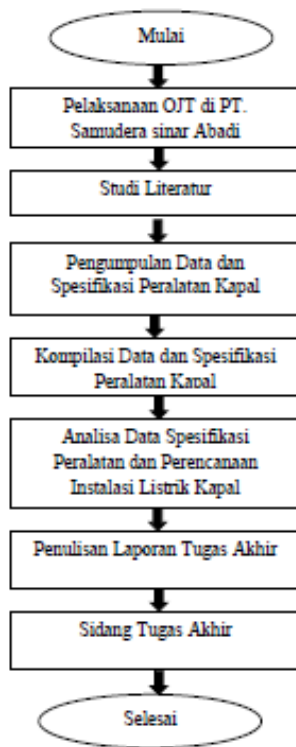 Mulai
Pelaksanaan OJT di PT.
Samudera sinar Abadi
Studi Literatur
Pengumpulan Data dan
Spesifikasi Peralatan Kapal
Kompilasi Data dan Spesifikasi
Peralatan Kapal
Analisa Data Spesifikasi
Peralatan dan Perencanaan
Instalasi Listrik Kapal
Penulisan Laporan Tugas Akhir
Sidang Tugas Akhir
Selesai